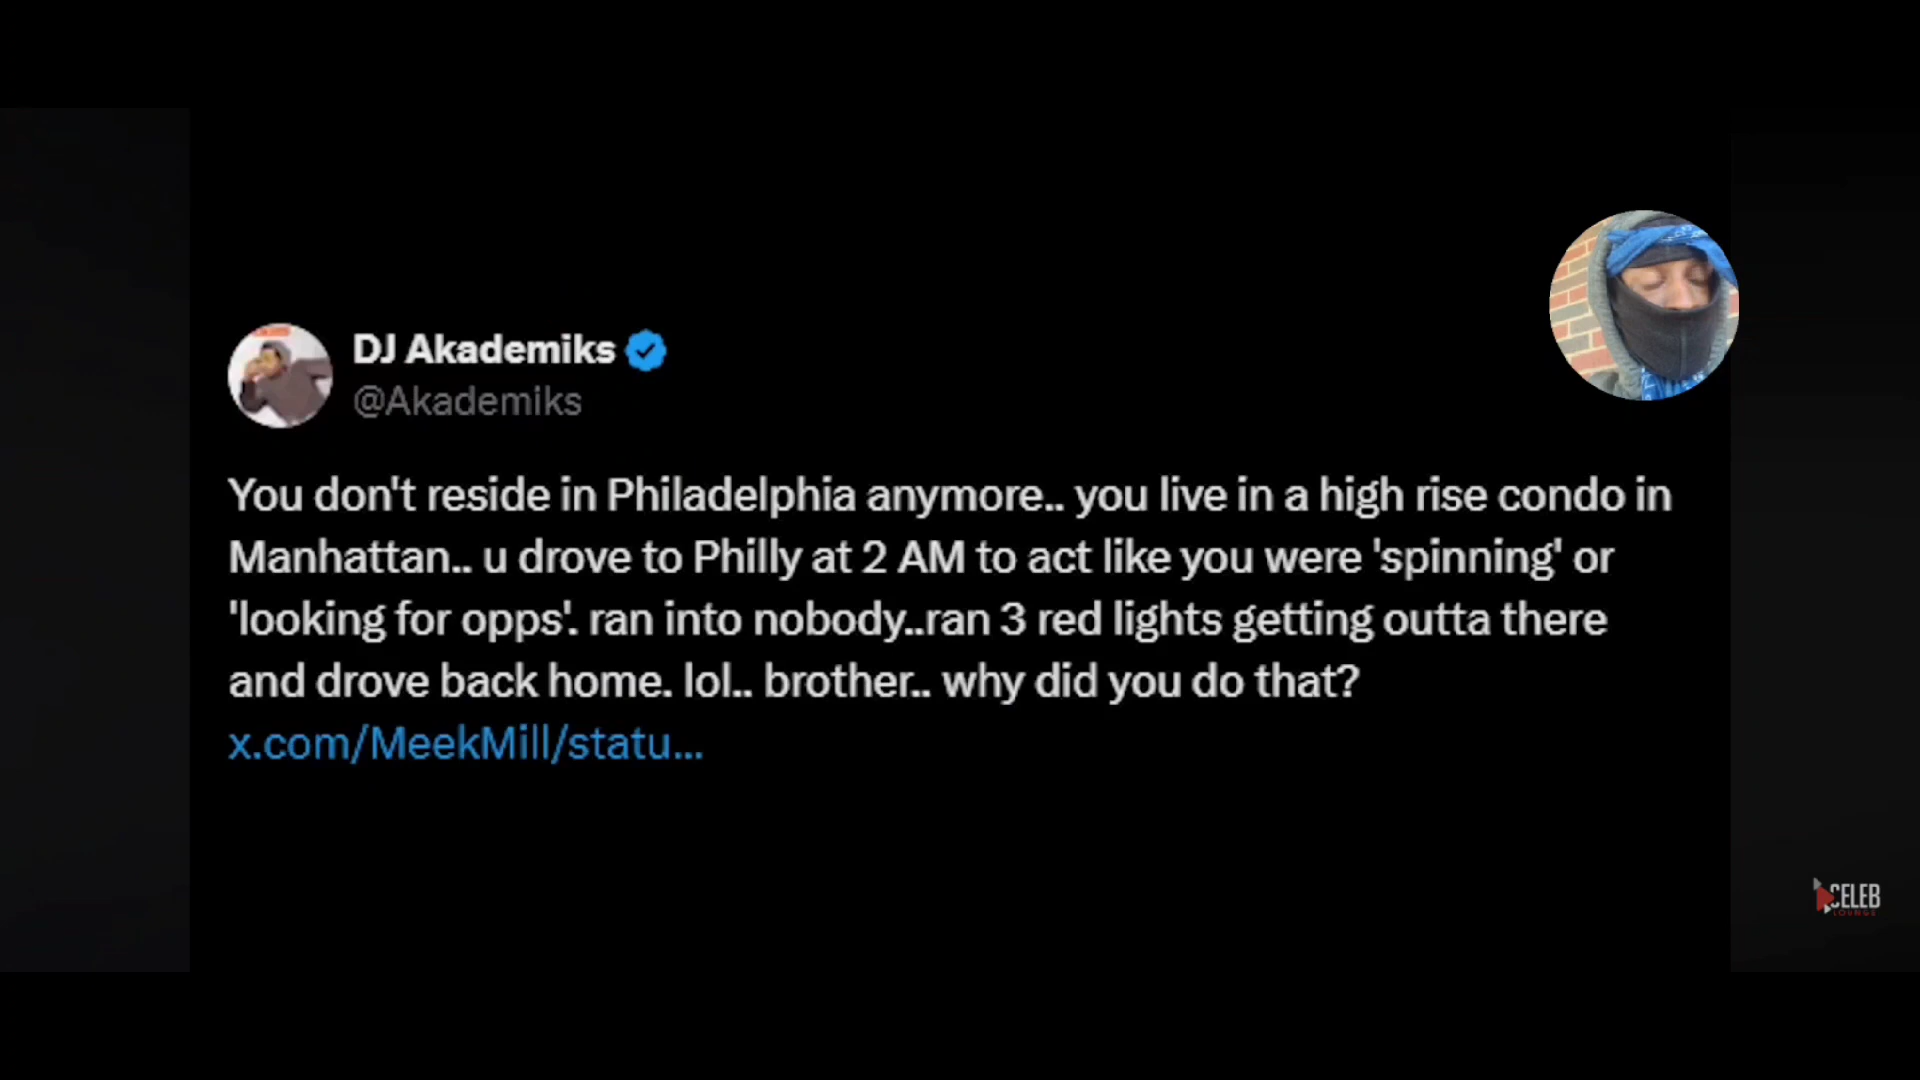 DJ Akademiks
@Akademiks
You don't reside in Philadelphia anymore.. you live in a high rise condo in
Manhattan.. u drove to Philly at 2 AM to act like you were 'spinning' or
'looking for opps'. ran into nobody..ran 3 red lights getting outta there
and drove back home. lol.. brother.. why did you do that?
x.com/MeekMill/statu...
CELEB
LOUNGE